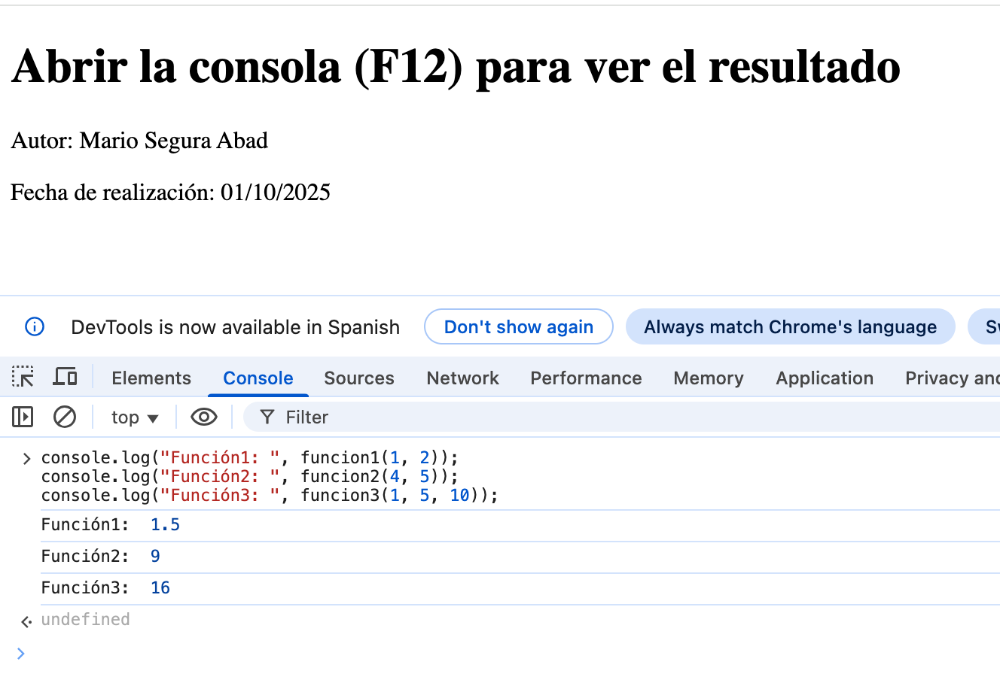 Abrir la consola (F12) para ver el resultado
Autor: Mario Segura Abad
Fecha de realización: 01/10/2025
DevTools is now available in Spanish Don't show again Always match Chrome's language
Elements Console Sources Network Performance Memory Application Privacy
top Filter
console.log("Función1: ", funcion1(1, 2));
console.log("Función2: ", funcion2(4, 5));
console.log("Función3: ", funcion3(1, 5, 10));
Función1: 1.5
Función2: 9
Función3: 16
undefined